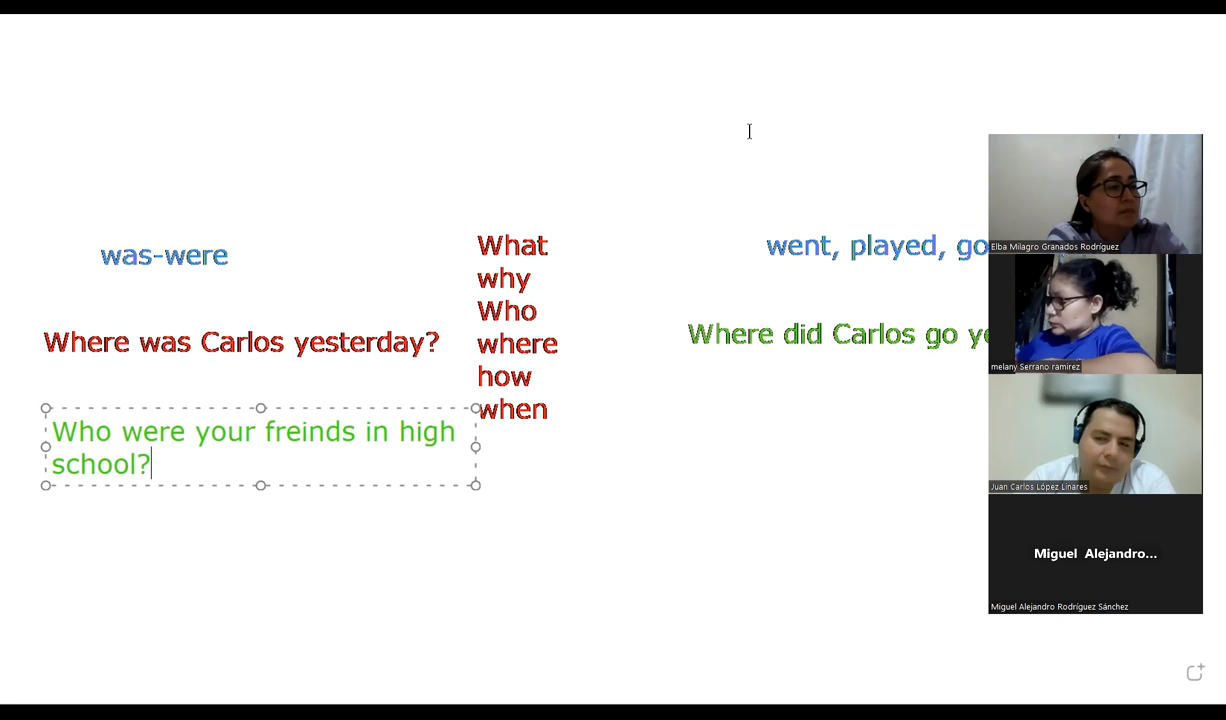 was-were
Where was Carlos yesterday?
Who were your freinds in high
school?
What
why
Who
where
how
when
went, played, go
Where did Carlos go ye
Elba Milagro Granados Rodríguez
melany Serrano ramirez
Juan Carlos López Linares
Miguel Alejandro...
Miguel Alejandro Rodríguez Sánchez